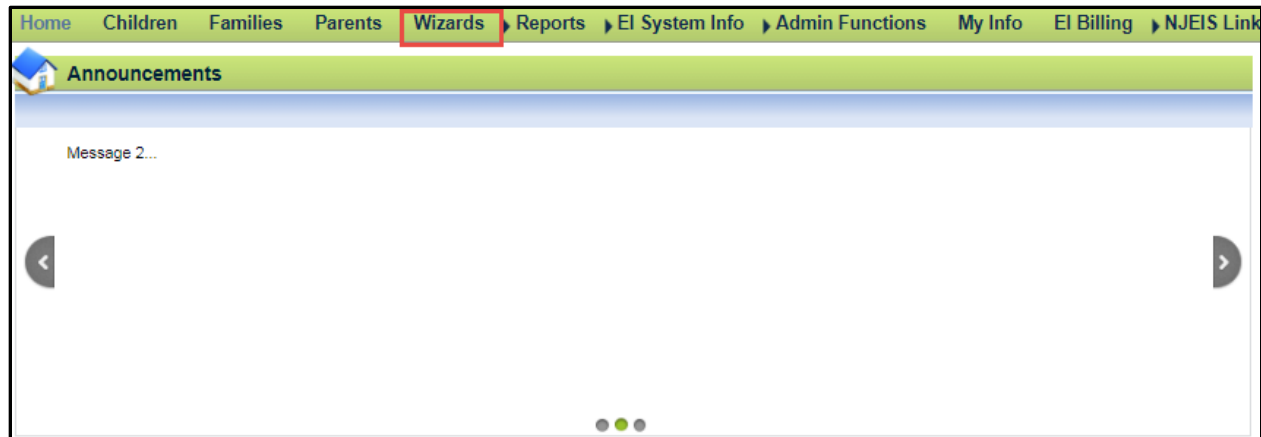 Home Children Families Parents Wizards Reports EI System Info Admin Functions My Info EI Billing NJEIS Link
Announcements
Message 2...